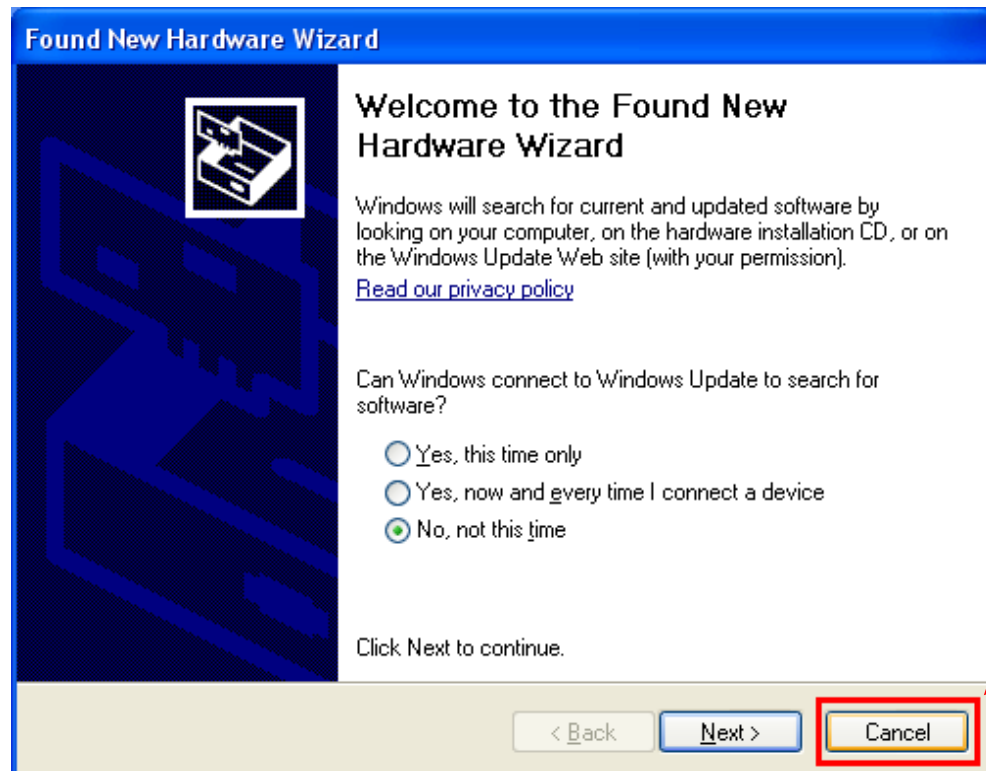 Found New Hardware Wizard
Welcome to the Found New
Hardware Wizard
Windows will search for current and updated software by
looking on your computer, on the hardware installation CD, or on
the Windows Update Web site (with your permission).
Read our privacy policy
Can Windows connect to Windows Update to search for
software?
Yes, this time only
Yes, now and every time I connect a device
No, not this time
Click Next to continue.
< Back
Next >
Cancel